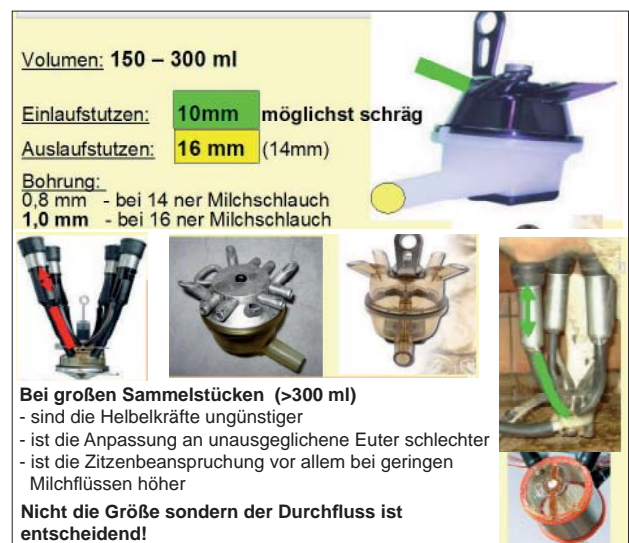 Volumen: 150 – 300 ml
Einlaufstutzen: 10mm möglichst schräg
Auslaufstutzen: 16 mm (14mm)
Bohrung:
0,8 mm - bei 14 ner Milchschlauch
1,0 mm - bei 16 ner Milchschlauch
Bei großen Sammelstücken (>300 ml)
- sind die Helbelkräfte ungünstiger
- ist die Anpassung an unausgeglichene Euter schlechter
- ist die Zitzenbeanspruchung vor allem bei geringen
Milchflüssen höher
Nicht die Größe sondern der Durchfluss ist
entscheidend!